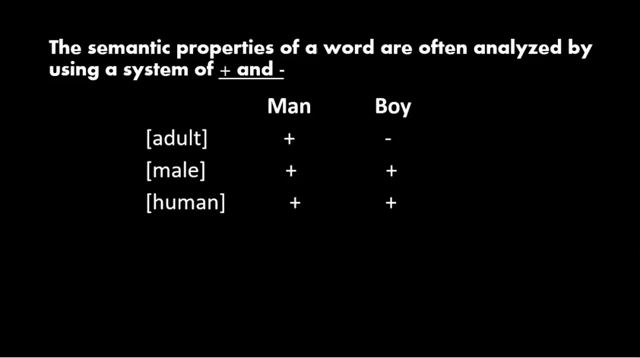 The semantic properties of a word are often analyzed by
using a system of + and -
Man Boy
[adult] + -
[male] + +
[human] + +